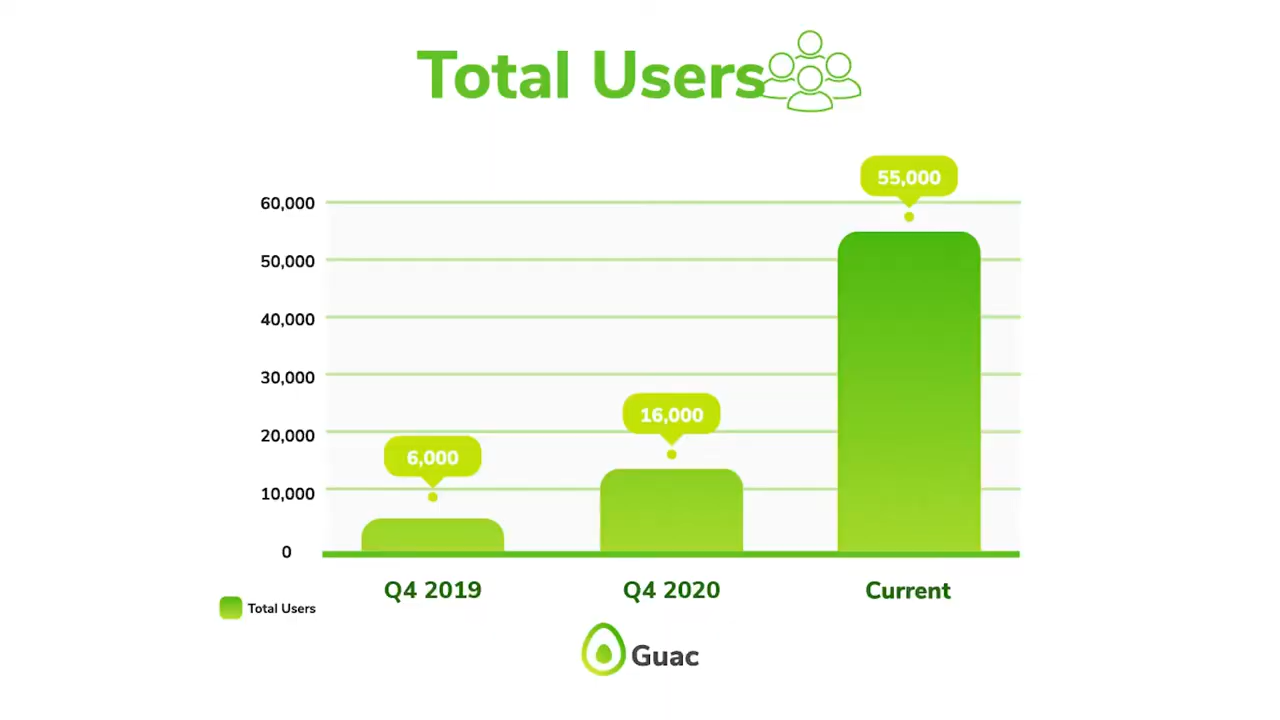 Total Users
55,000
60,000
50,000
40,000
30,000
16,000
20,000
6,000
10,000
0
Q4 2019 Q4 2020 Current
Total Users
Guac